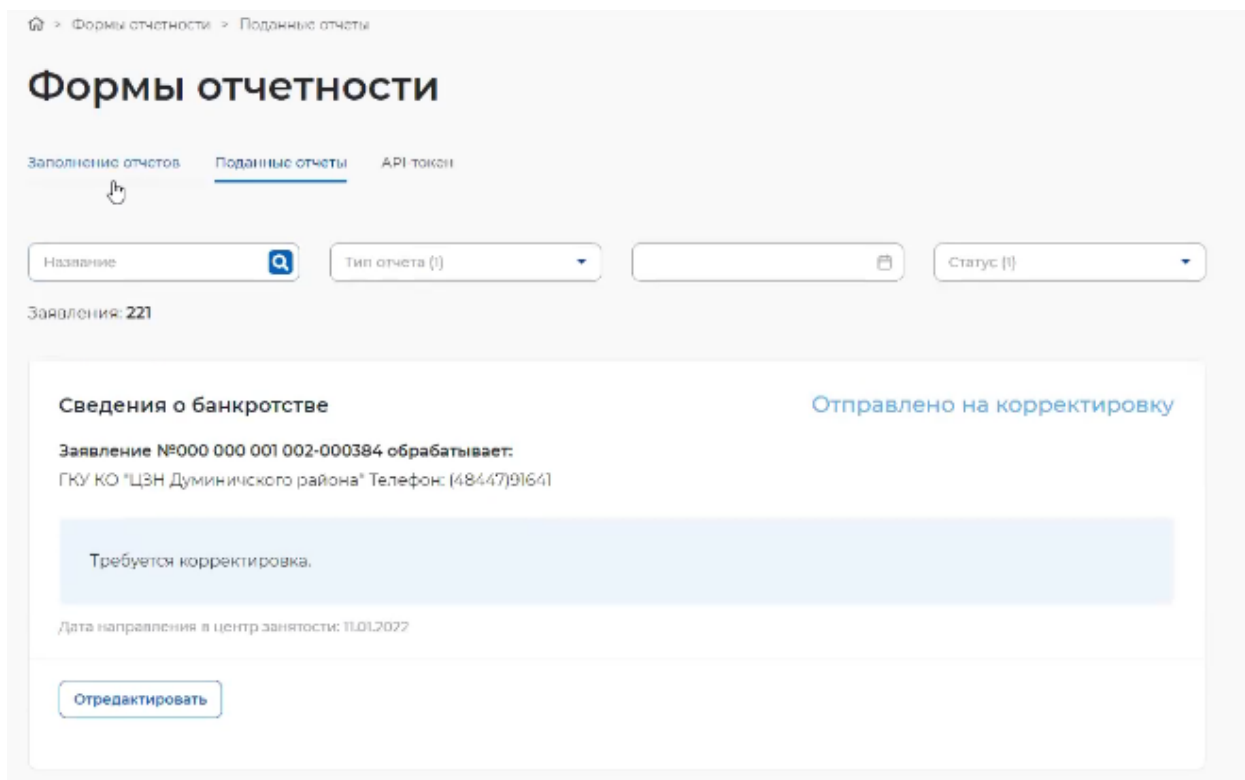 > Формы отчетности > Поданные отчеты
Формы отчетности
Заполнение отчетов Поданные отчеты API-токен
Название Тип отчета (1) Статус (1)
Заявления: 221
Сведения о банкротстве Отправлено на корректировку
Заявление №000 000 001 002-000384 обрабатывает:
ГКУ КО "ЦЗН Думиничского района" Телефон: (48447)91641
Требуется корректировка.
Дата направления в центр занятости: 11.01.2022
Отредактировать